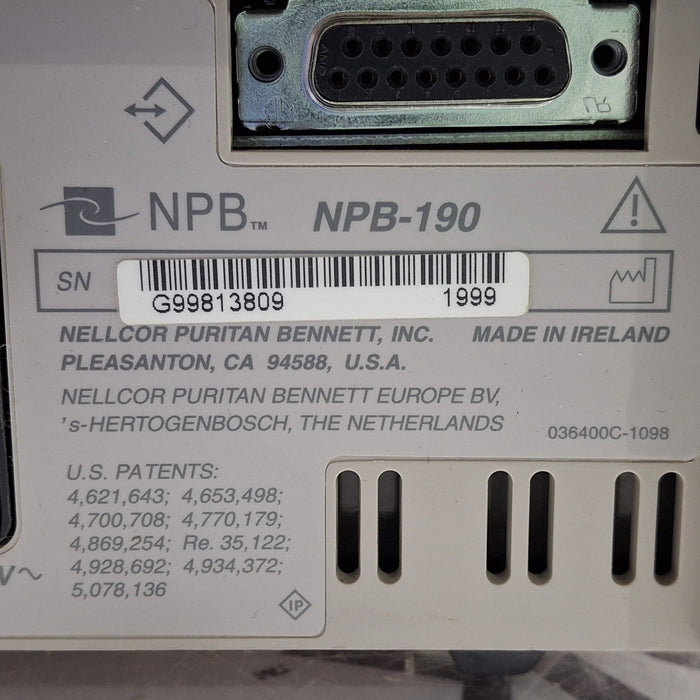 NPB™ NPB-190
SN
G99813809 1999
NELLCOR PURITAN BENNETT, INC. MADE IN IRELAND
PLEASANTON, CA 94588, U.S.A.
NELLCOR PURITAN BENNETT EUROPE BV,
's-HERTOGENBOSCH, THE NETHERLANDS
036400C-1098
U.S. PATENTS:
4,621,643; 4,653,498;
4,700,708; 4,770,179;
4,869,254; Re. 35,122;
4,928,692; 4,934,372;
5,078,136
V~
IP